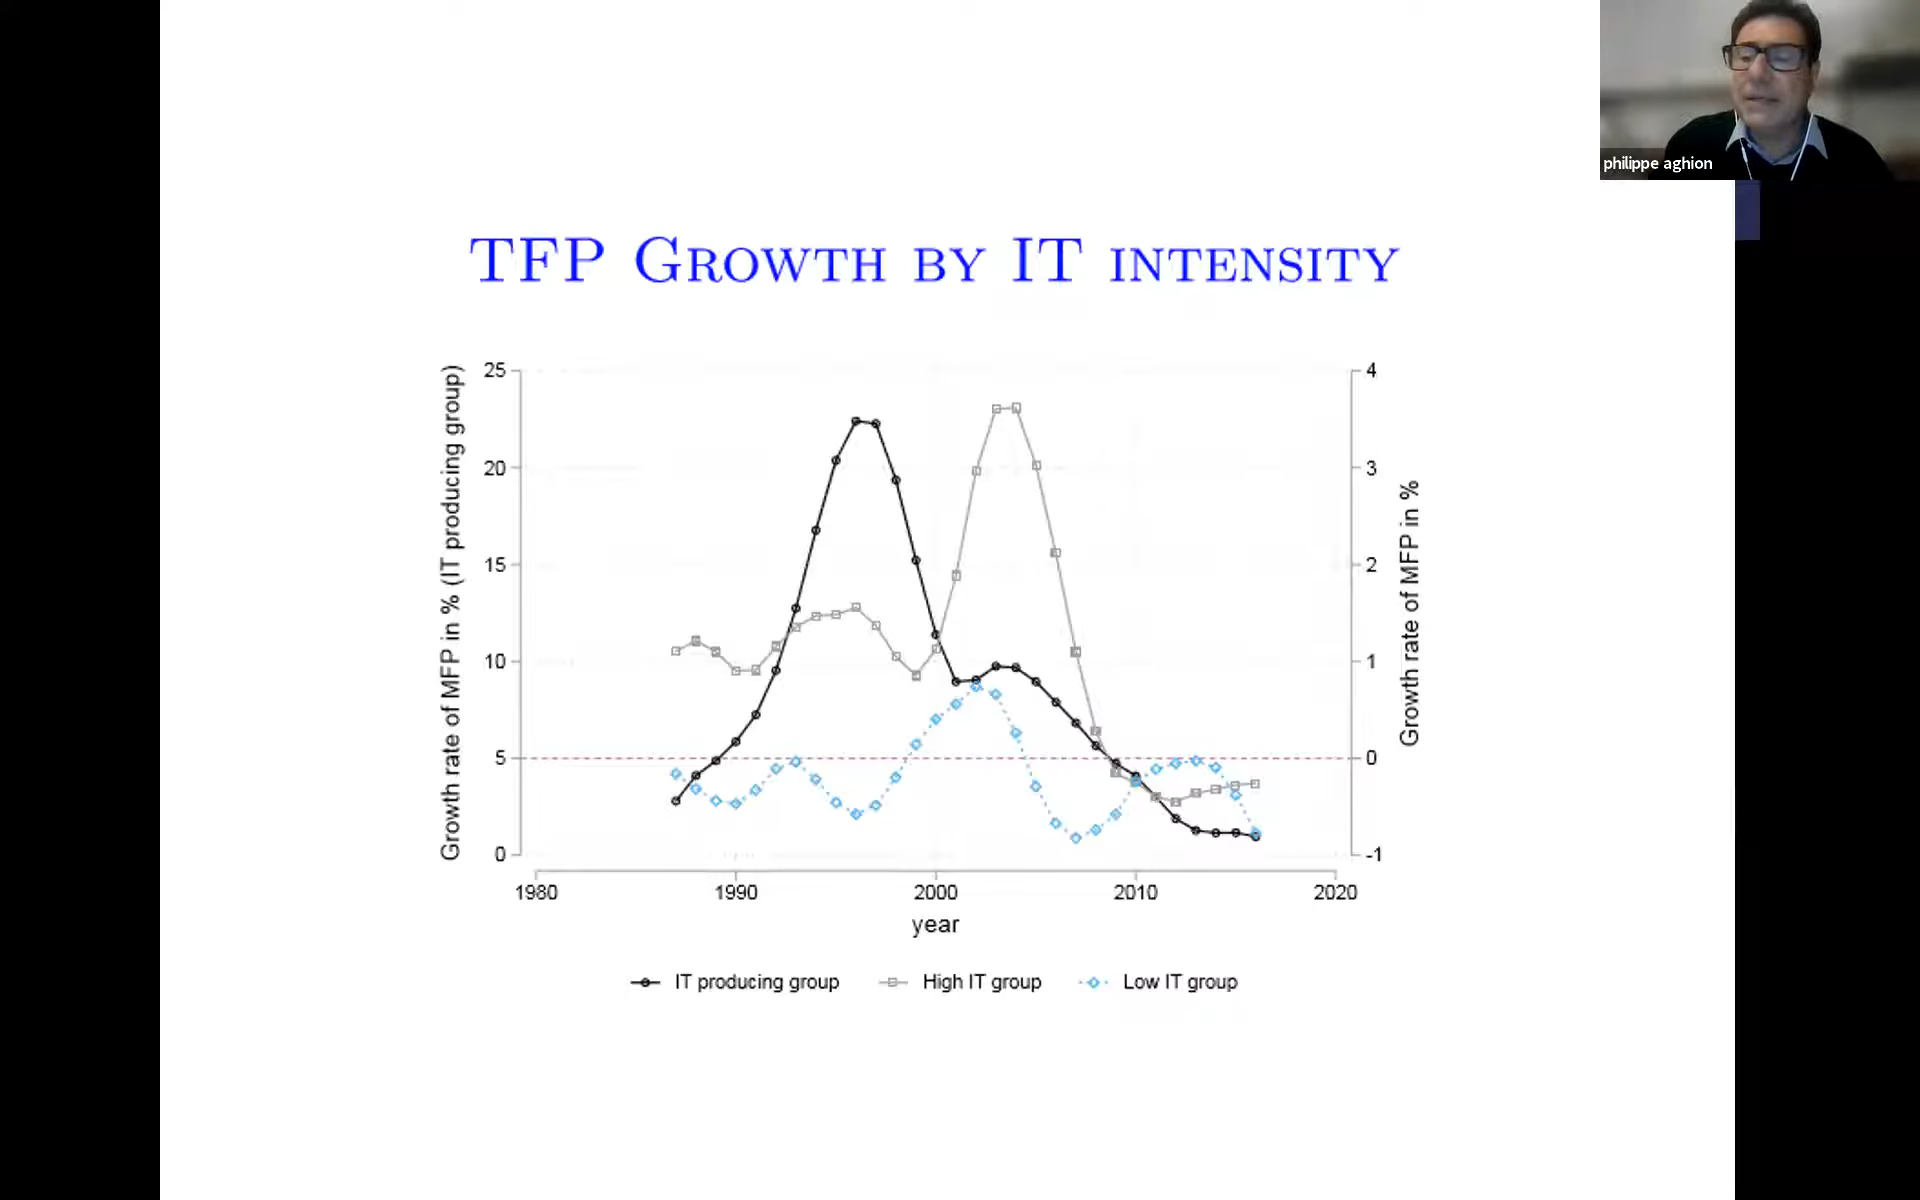 philippe aghion
TFP Growth by IT intensity
Growth rate of MFP in % (IT producing group)
25
20
15
10
5
0
4
3
2
1
0
-1
Growth rate of MFP in %
1980 1990 2000 2010 2020
year
IT producing group High IT group Low IT group